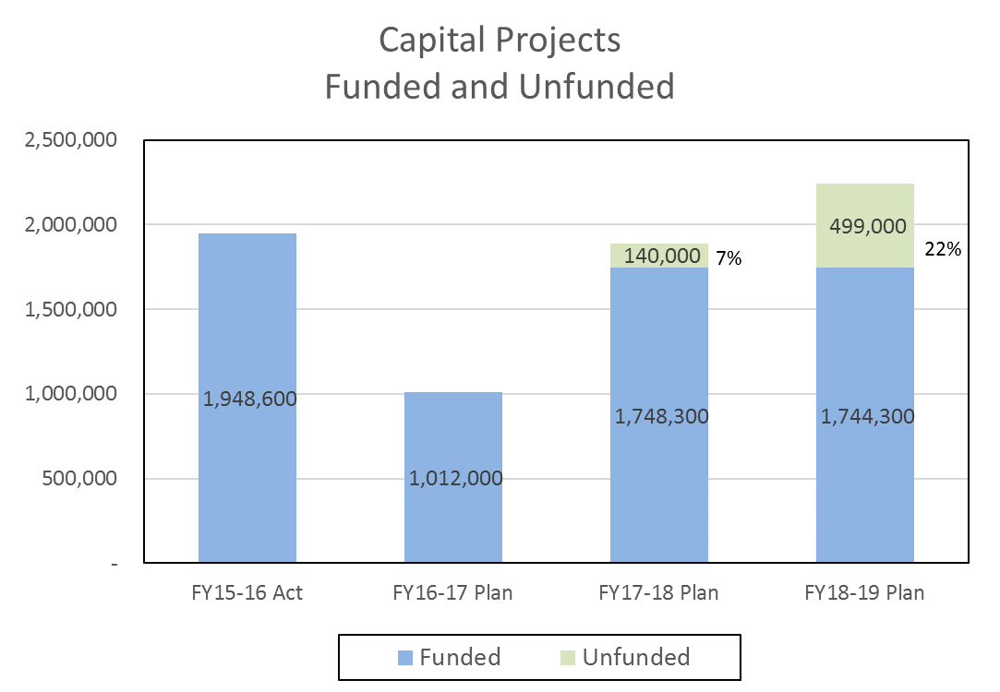 Capital Projects
Funded and Unfunded
2,500,000
2,000,000
1,500,000
1,000,000
500,000
-
499,000
22%
140,000
7%
1,948,600
1,012,000
1,748,300
1,744,300
FY15-16 Act
FY16-17 Plan
FY17-18 Plan
FY18-19 Plan
Funded
Unfunded